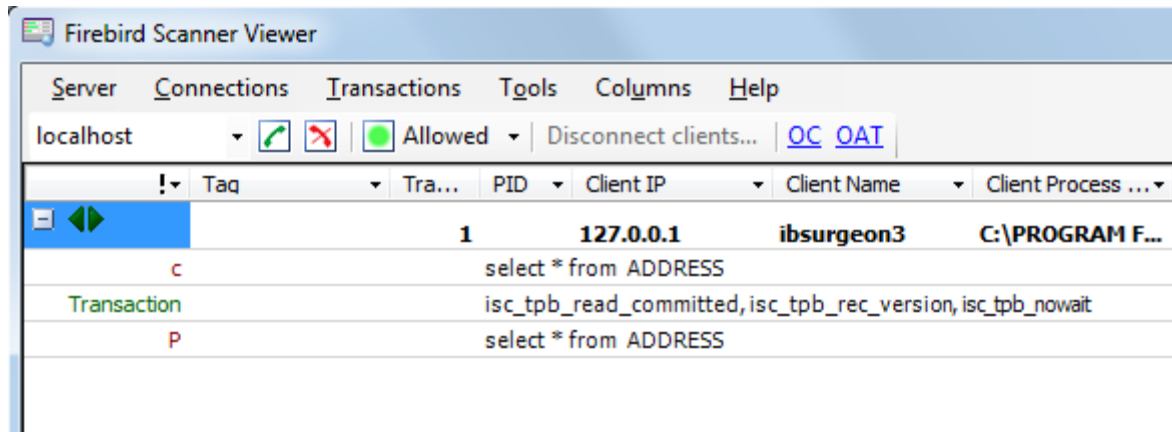 Firebird Scanner Viewer
Server Connections Transactions Tools Columns Help
localhost Allowed Disconnect clients... OC OAT
! Tag Tra... PID Client IP Client Name Client Process ...
1 127.0.0.1 ibsurgeon3 C:\PROGRAM F...
c select * from ADDRESS
Transaction isc_tpb_read_committed, isc_tpb_rec_version, isc_tpb_nowait
P select * from ADDRESS